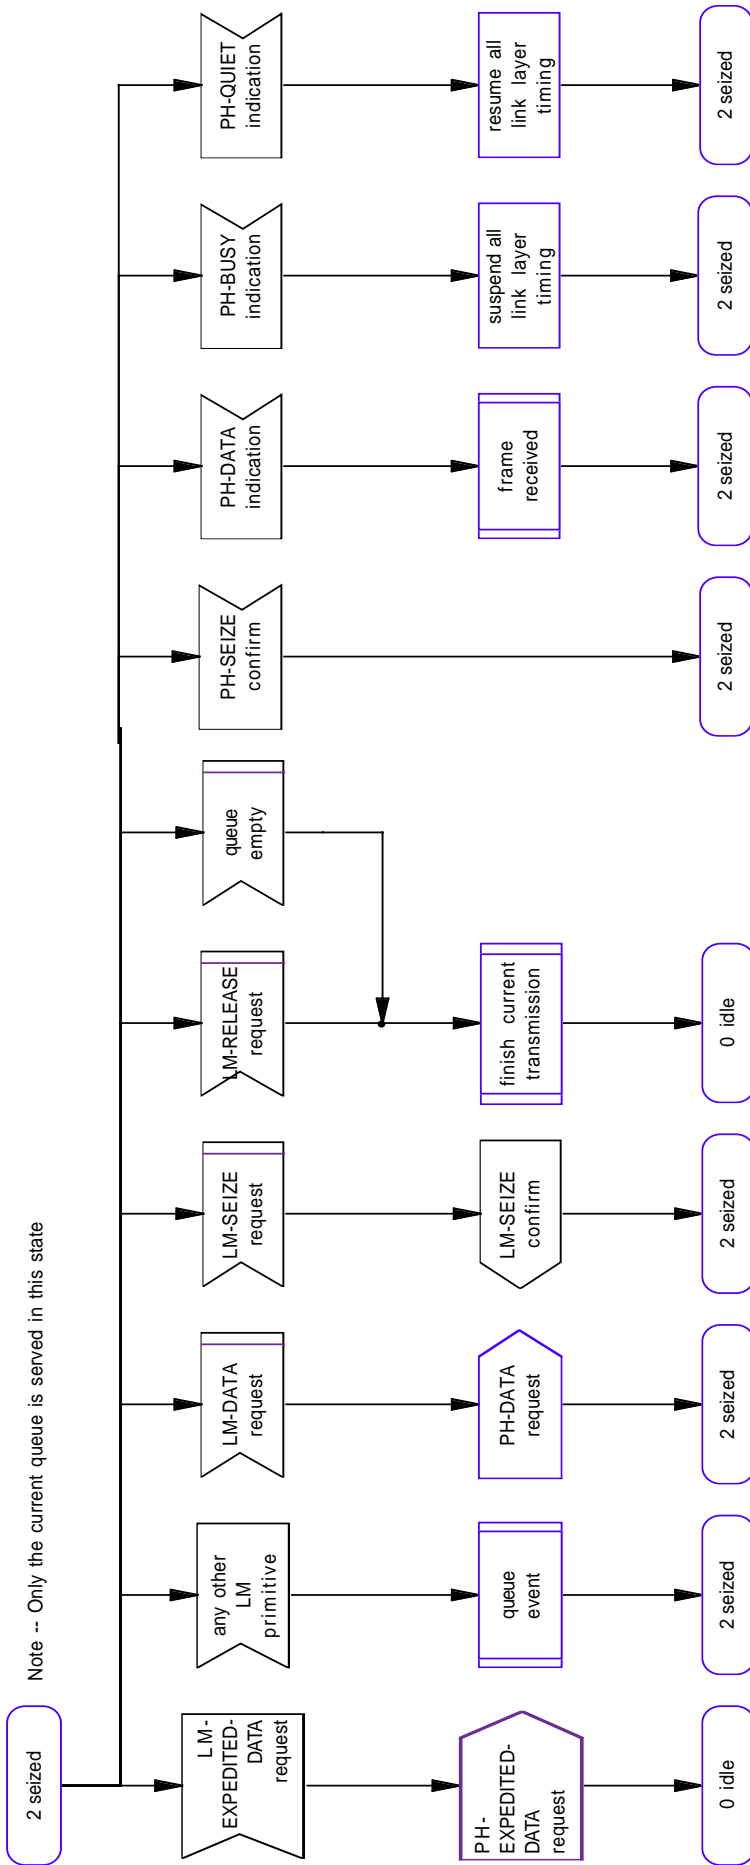 2 seized
Note -- Only the current queue is served in this state
LM-
EXPEDITED-
DATA
request
any other
LM
primitive
LM-DATA
request
LM-SEIZE
request
LM-RELEASE
request
queue
empty
PH-SEIZE
confirm
PH-DATA
indication
PH-BUSY
indication
PH-QUIET
indication
PH-
EXPEDITED-
DATA
request
queue
event
PH-DATA
request
LM-SEIZE
confirm
finish current
transmission
frame
received
suspend all
link layer
timing
resume all
link layer
timing
0 idle
2 seized
2 seized
2 seized
0 idle
2 seized
2 seized
2 seized
2 seized